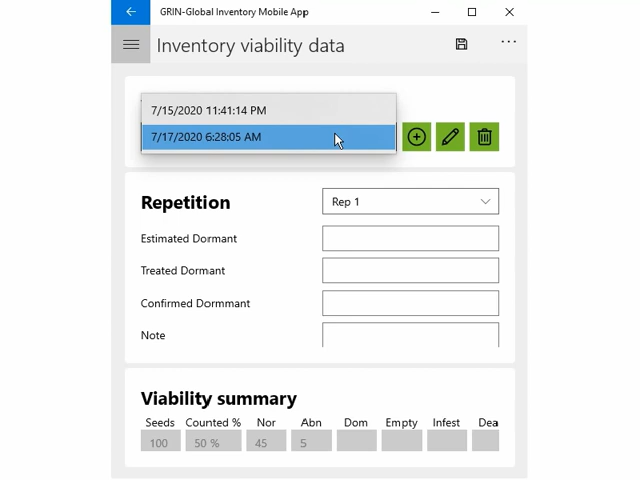 GRIN-Global Inventory Mobile App
Inventory viability data
7/15/2020 11:41:14 PM
7/17/2020 6:28:05 AM
Repetition
Rep 1
Estimated Dormant
Treated Dormant
Confirmed Dormmant
Note
Viability summary
Seeds Counted % Nor Abn Dom Empty Infest Dea
100 50 % 45 5